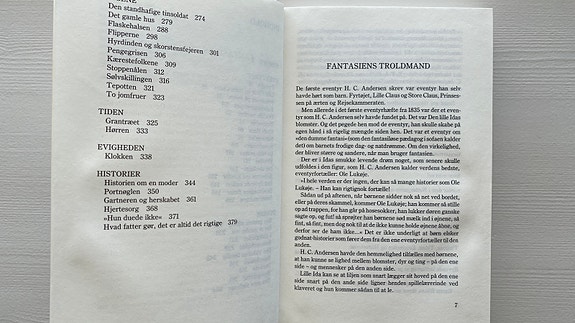 Den standhaftige tinsoldat 274
Det gamle hus 279
Flaskehalsen 288
Flipperne 298
Hyrdinden og skorstensfejeren 301
Pengegrisen 306
Kærestefolkene 309
Stoppenålen 312
Sølvskillingen 316
Tepotten 321
To jomfruer 323
TIDEN
Grantræet 325
Hørren 333
EVIGHEDEN
Klokken 338
HISTORIER
Historien om en moder 344
Portnøglen 350
Gartneren og herskabet 361
Hjertesorg 368
»Hun duede ikke« 371
Hvad fatter gør, det er altid det rigtige 379
FANTASIENS TROLDMAND
De første eventyr H. C. Andersen skrev var eventyr han selv
havde hørt som barn. Fyrtøjet, Lille Claus og Store Claus, Prinses-
sen på ærten og Rejsekammeraten.
Men allerede i det første eventyrhæfte fra 1835 var der et even-
tyr som H. C. Andersen selv havde fundet på. Det var Den lille Idas
blomster. Og det pegede hen mod de eventyr, han skulle skabe på
egen hånd i så rigelig mængde siden hen. Det var et eventyr om
»den dumme fantasi« (som den fantasiløse pædagog i selskab kaldte
det) om barnets frodige dag- og natdrømme. Om den virkelighed,
der bliver større og sandere, når man bruger fantasien.
Der er i Idas smukke levende drøm noget, som senere skulle
udfoldes i den figur, som H. C. Andersen kalder verdens bedste,
eventyrfortæller: Ole Lukøje.
»I hele verden er der ingen, der kan så mange historier som Ole
Lukøje. – Han kan rigtignok fortælle!
Sådan ud på aftenen, når børnene sidder nok så net ved bordet,
eller på deres skammel, kommer Ole Lukøje; han kommer så stille
op ad trappen, for han går på hosesokker, han lukker døren ganske
sagte op, og fut! så sprøjter han børnene sød mælk ind i øjnene, så
fint, så fint, men dog nok til at de ikke kunne holde øjnene åbne, og
derfor ser de ham ikke....« Det er ikke underligt at børn elsker
godnat-historier som fører dem fra den ene eventyrfortæller til den
anden.
H. C. Andersen havde den hemmelighed tilfælles med børnene,
at han kunne se lighed mellem blomster, dyr og ting – på den ene
side – og mennesker på den anden side.
Lille Ida kan se at liljen som snart lægger sit hoved på den ene
side snart på den anden side ligner hendes spillelærerinde ved
klaveret og hun kommer sådan til at le.
7